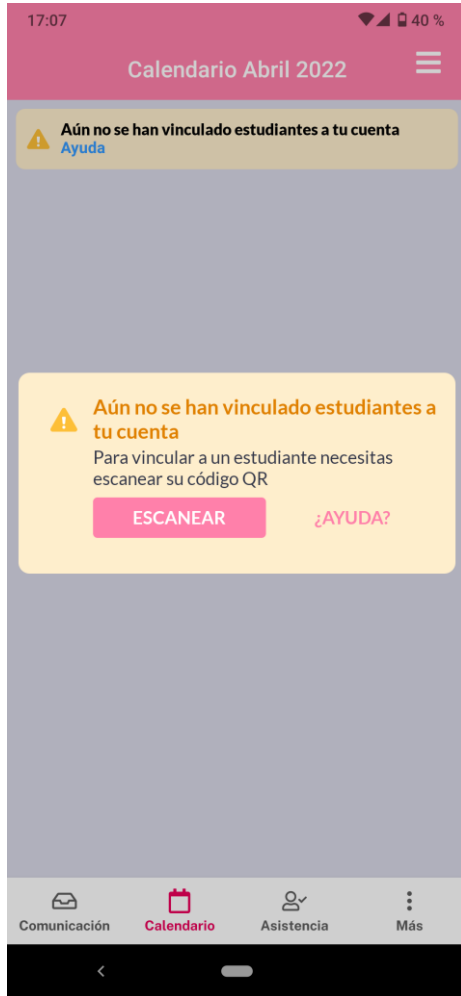 17:07 40 %
Calendario Abril 2022
Aún no se han vinculado estudiantes a tu cuenta
Ayuda
Aún no se han vinculado estudiantes a
tu cuenta
Para vincular a un estudiante necesitas
escanear su código QR
ESCANEAR ¿AYUDA?
Comunicación Calendario Asistencia Más